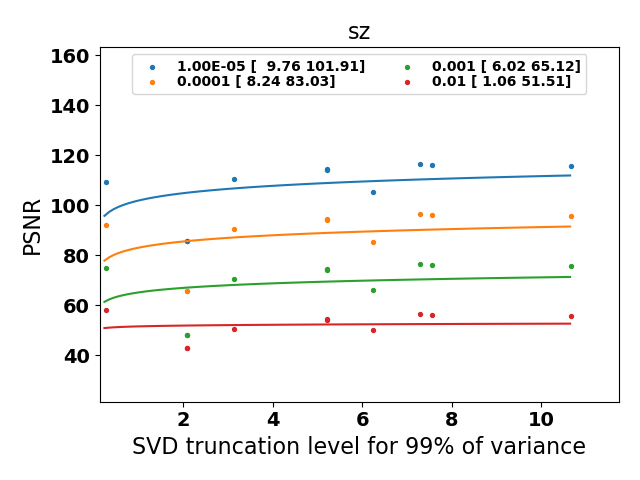 sz
1.00E-05 [  9.76 101.91]
0.0001 [ 8.24 83.03]
0.001 [ 6.02 65.12]
0.01 [ 1.06 51.51]
160
140
120
100
80
60
40
PSNR
2 4 6 8 10
SVD truncation level for 99% of variance